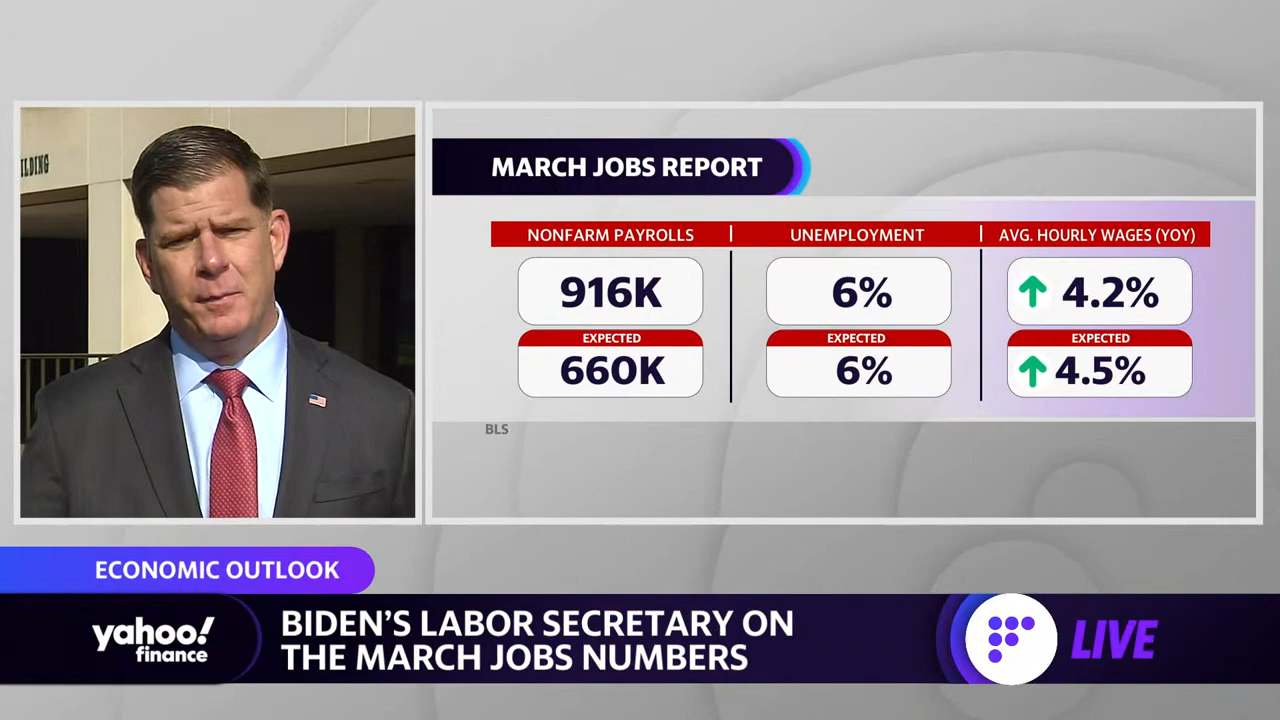 ILDING
MARCH JOBS REPORT
NONFARM PAYROLLS | UNEMPLOYMENT | AVG. HOURLY WAGES (YOY)
916K 6% 4.2%
EXPECTED EXPECTED EXPECTED
660K 6% 4.5%
BLS
ECONOMIC OUTLOOK
yahoo!
finance
BIDEN'S LABOR SECRETARY ON
THE MARCH JOBS NUMBERS
LIVE